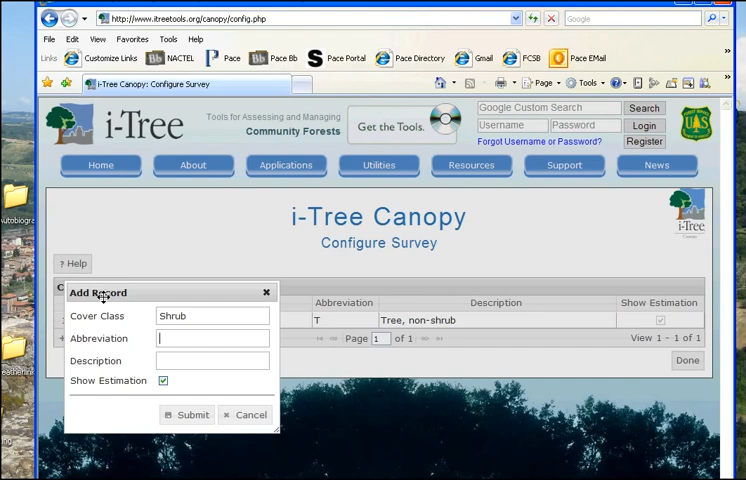 http://www.itreetools.org/canopy/config.php
Google
File Edit View Favorites Tools Help
Links Customize Links NACTEL Pace Pace Bb Pace Portal Pace Directory Gmail FCSB Pace EMail
i-Tree Canopy: Configure Survey
Page Tools
i-Tree
Tools for Assessing and Managing
Community Forests
Get the Tools.
Google Custom Search Search
Username Password Login
Forgot Username or Password? Register
Home About Applications Utilities Resources Support News
i-Tree Canopy
Configure Survey
i-Tree
? Help
Add Record
Abbreviation Description Show Estimation
T Tree, non-shrub
Page 1 of 1 View 1 - 1 of 1
Done
Cover Class Shrub
Abbreviation
Description
Show Estimation
Submit Cancel